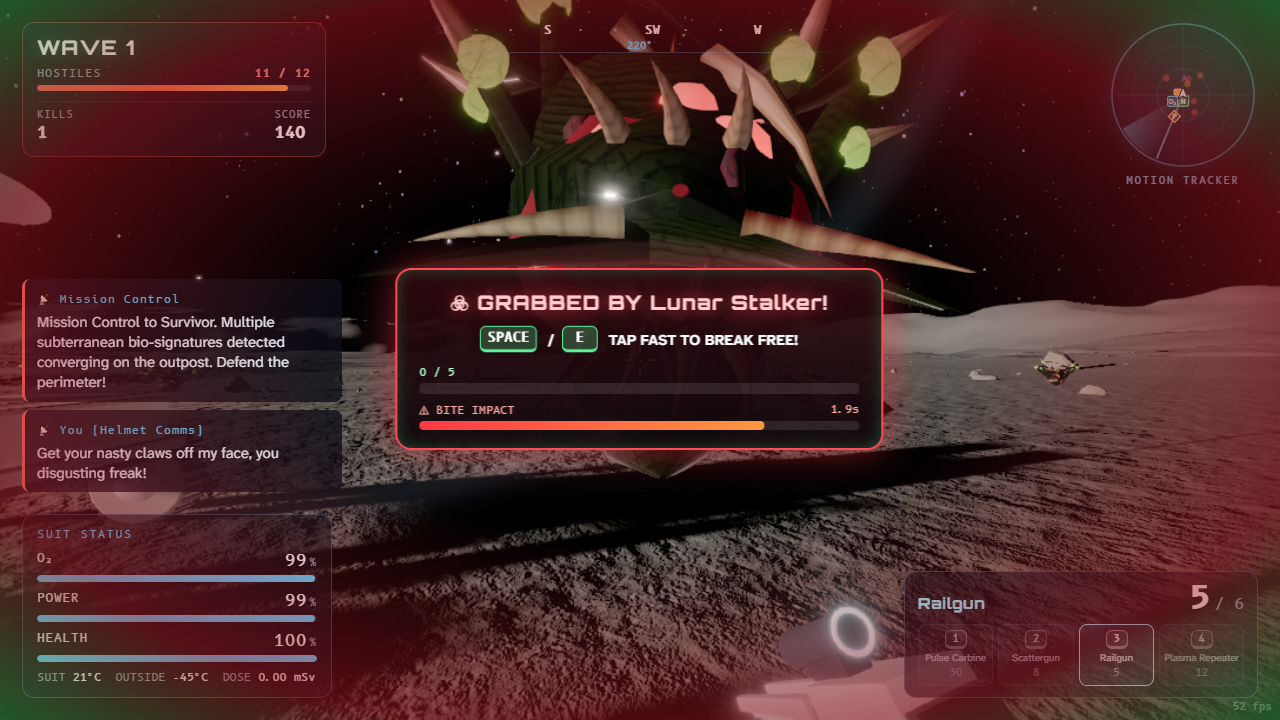 WAVE 1
HOSTILES 11 / 12
KILLS SCORE
1 140
S SW W
220°
MOTION TRACKER
Mission Control
Mission Control to Survivor. Multiple
subterranean bio-signatures detected
converging on the outpost. Defend the
perimeter!
You [Helmet Comms]
Get your nasty claws off my face, you
disgusting freak!
GRABBED BY Lunar Stalker!
SPACE / E TAP FAST TO BREAK FREE!
0 / 5
⚠ BITE IMPACT 1.9s
SUIT STATUS
O₂ 99%
POWER 99%
HEALTH 100%
SUIT 21°C OUTSIDE -45°C DOSE 0.00 mSv
Railgun 5 / 6
1 2 3 4
Pulse Carbine Scattergun Railgun Plasma Repeater
30 8 5 12
52 fps